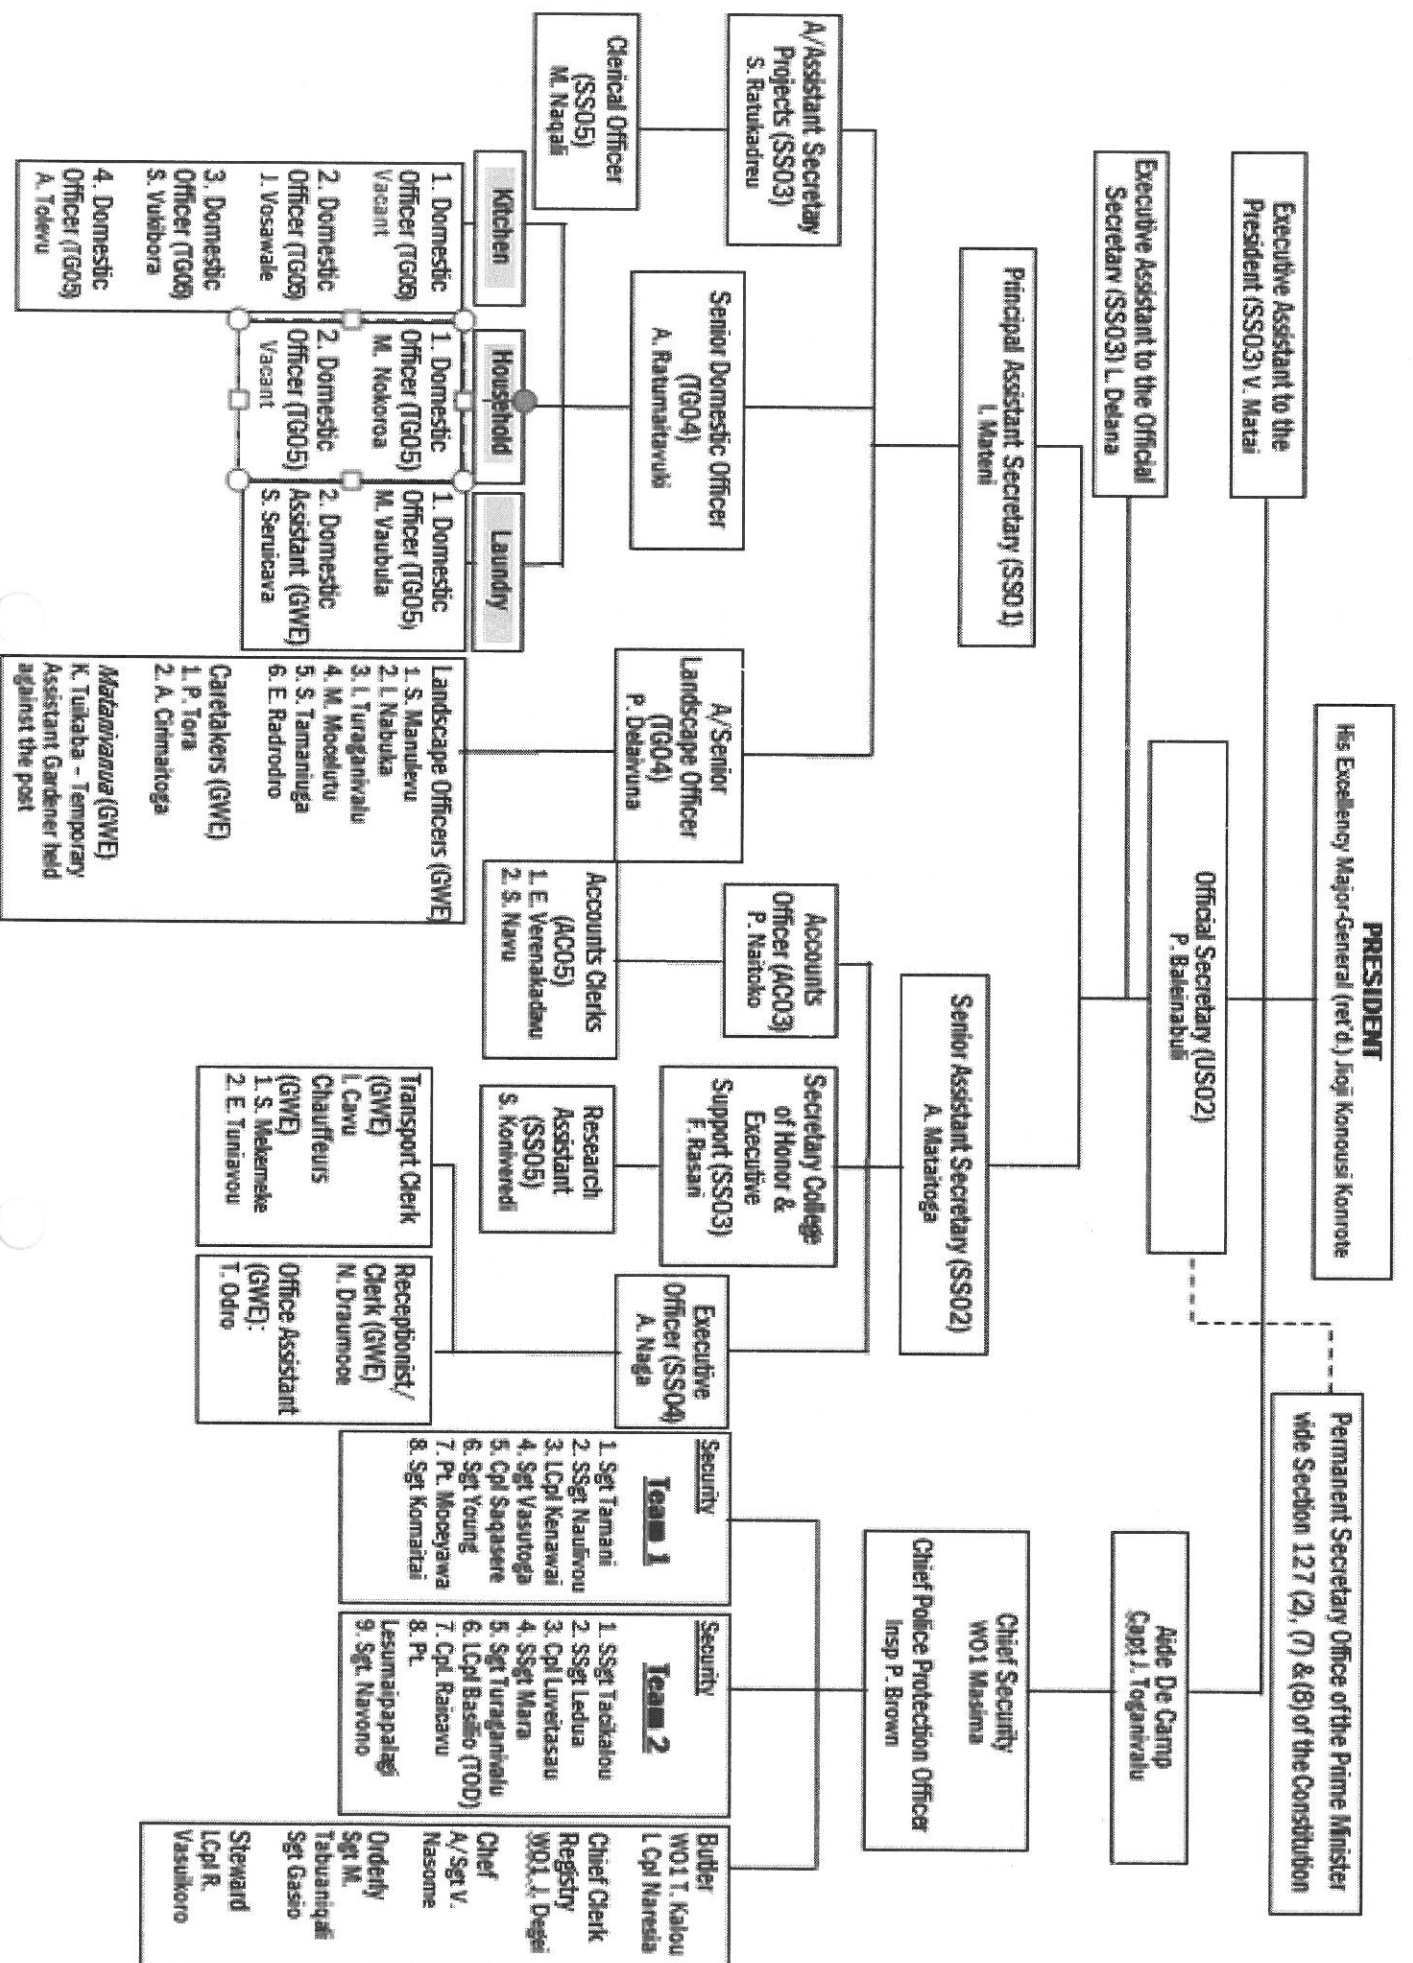 PRESIDENT
His Excellency Major-General (ret'd.) Jioji Konousi Konrote
Permanent Secretary Office of the Prime Minister
vide Section 127 (2), (7) & (8) of the Constitution
Executive Assistant to the
President (SS03) V. Matai
Official Secretary (US02)
P. Baleinabuli
Aide De Camp
Capt J. Toganivalu
Executive Assistant to the Official
Secretary (SS03) L. Delana
Principal Assistant Secretary (SS01)
I. Mateni
Senior Assistant Secretary (SS02)
A. Mataitoga
Chief Security
WO1 Masima
Chief Police Protection Officer
Insp P. Brown
A/Assistant Secretary
Projects (SS03)
S. Ratukadreu
Clerical Officer
(SS05)
M. Naqali
Senior Domestic Officer
(TG04)
A. Ratumaitavuki
A/Senior
Landscape Officer
(TG04)
P. Delaivuna
Accounts
Officer (AC03)
P. Naitoko
Secretary College
of Honor &
Executive
Support (SS03)
F. Rasari
Executive
Officer (SS04)
A. Naga
Accounts Clerks
(AC05)
1. E. Verenakadavu
2. S. Navu
Research
Assistant
(SS05)
S. Koniveredi
Kitchen
1. Domestic
Officer (TG05)
Vacant
2. Domestic
Officer (TG05)
J. Vosawale
3. Domestic
Officer (TG05)
S. Vukibora
4. Domestic
Officer (TG05)
A. Tolevu
Household
1. Domestic
Officer (TG05)
M. Nokoroa
2. Domestic
Officer (TG05)
Vacant
Laundry
1. Domestic
Officer (TG05)
M. Vaubula
2. Domestic
Assistant (GWE)
S. Seruicava
Landscape Officers (GWE)
1. S. Manulevu
2. I. Nabuka
3. I. Turaganivalu
4. M. Mocelutu
5. S. Tamaniuga
6. E. Radrodro
Caretakers (GWE)
1. P. Tora
2. A. Cirimaitoga
Matanivanua (GWE)
K. Tuikaba – Temporary
Assistant Gardener held
against the post
Transport Clerk
(GWE)
I. Cavu
Chauffeurs
(GWE)
1. S. Mekemeke
2. E. Tuniavou
Receptionist/
Clerk (GWE)
N. Draumoce
Office Assistant
(GWE):
T. Odro
Security
Team 1
1. Sgt Tamani
2. SSgt Naulivou
3. LCpl Kenawai
4. Sgt Vasutoga
5. Cpl Saqasere
6. Sgt Young
7. Pt. Moceyawa
8. Sgt Komaitai
Security
Team 2
1. SSgt Tacikalou
2. SSgt Ledua
3. Cpl Luveitasau
4. SSgt Mara
5. Sgt Turaganivalu
6. LCpl Basilio (TOD)
7. Cpl. Raicavu
8. Pt.
Lesumaipapalagi
9. Sgt. Navono
Butler
WO1 T. Kalou
LCpl Naresia
Chief Clerk
Registry
WO1 J. Degei
Chef
A/ Sgt V.
Nasome
Orderly
Sgt M.
Tabuaniqali
Sgt Gasio
Steward
LCpl R.
Vasuikoro